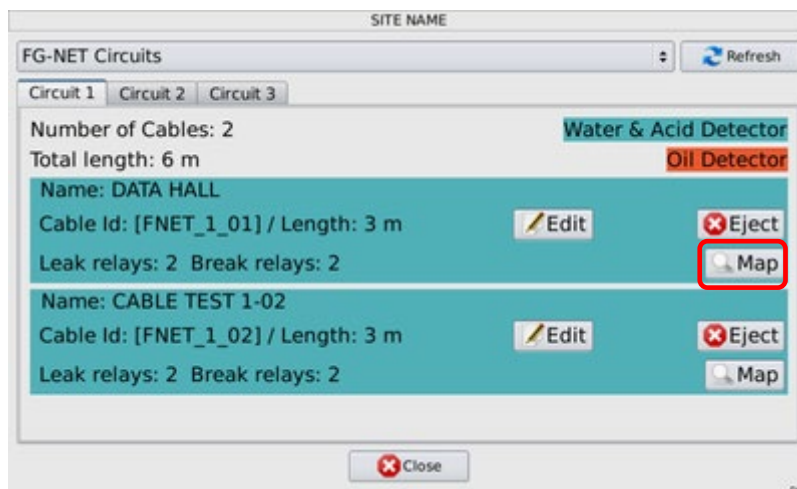 SITE NAME
FG-NET Circuits
Refresh
Circuit 1 Circuit 2 Circuit 3
Number of Cables: 2 Water & Acid Detector
Total length: 6 m Oil Detector
Name: DATA HALL
Cable Id: [FNET_1_01] / Length: 3 m Edit Eject
Leak relays: 2 Break relays: 2 Map
Name: CABLE TEST 1-02
Cable Id: [FNET_1_02] / Length: 3 m Edit Eject
Leak relays: 2 Break relays: 2 Map
Close